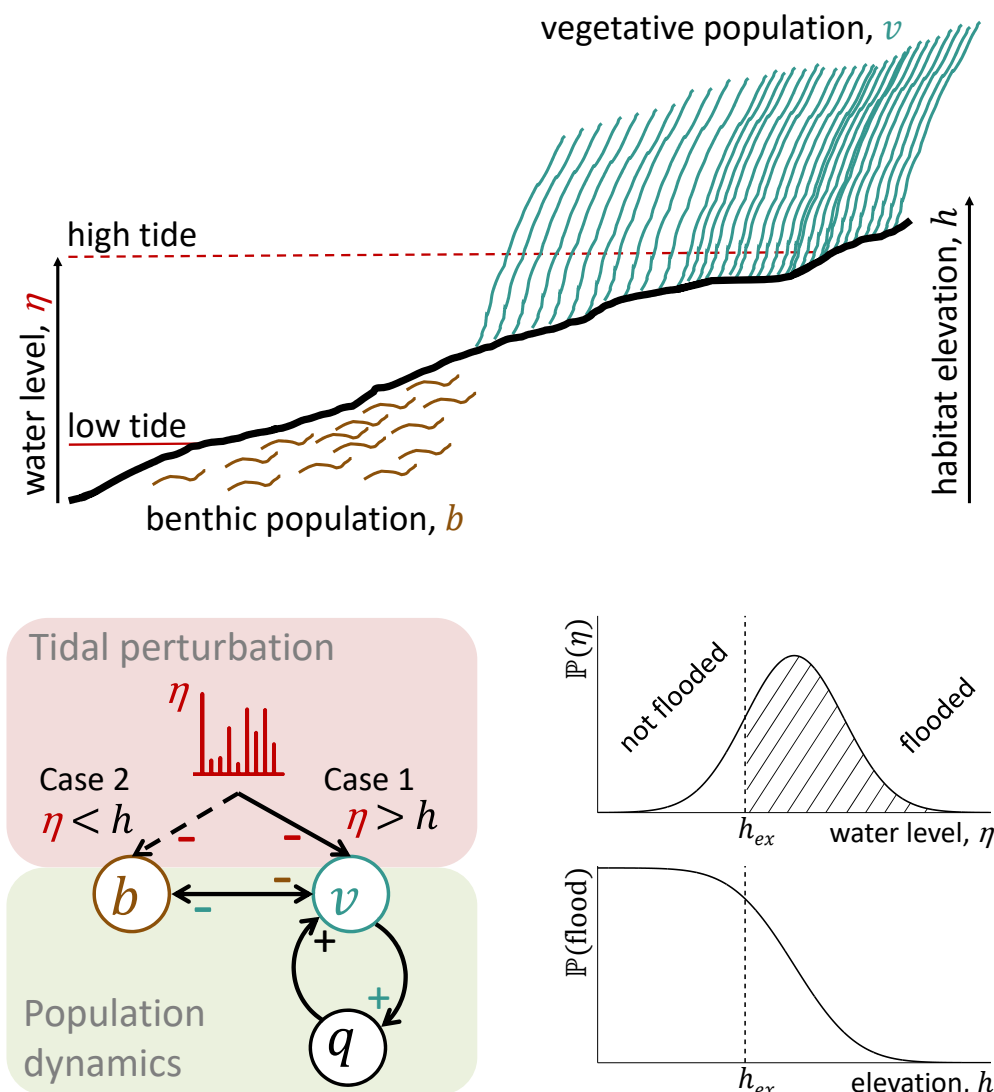 vegetative population, v
high tide
water level, η
habitat elevation, h
low tide
benthic population, b
Tidal perturbation
η
Case 2
η < h
Case 1
η > h
-
-
b
v
-
-
+
+
q
Population
dynamics
ℙ(η)
not flooded
flooded
h_ex
water level, η
ℙ(flood)
h_ex
elevation, h